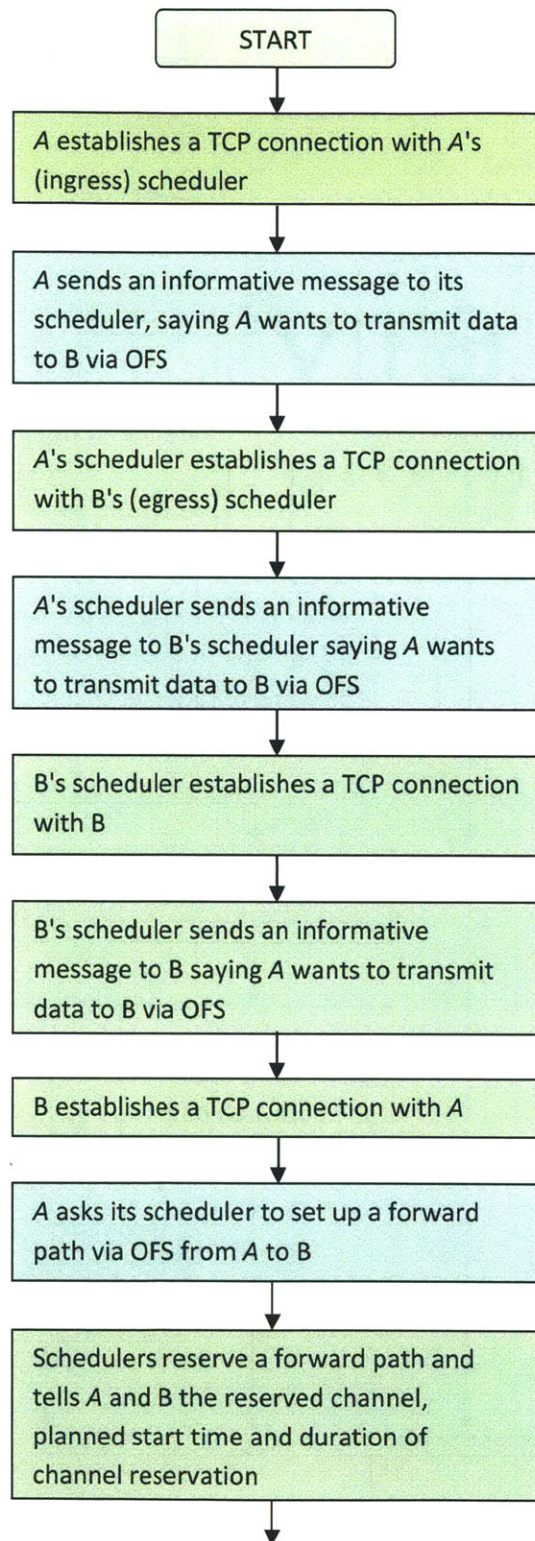 START
A establishes a TCP connection with A's
(ingress) scheduler
A sends an informative message to its
scheduler, saying A wants to transmit data
to B via OFS
A's scheduler establishes a TCP connection
with B's (egress) scheduler
A's scheduler sends an informative
message to B's scheduler saying A wants
to transmit data to B via OFS
B's scheduler establishes a TCP connection
with B
B's scheduler sends an informative
message to B saying A wants to transmit
data to B via OFS
B establishes a TCP connection with A
A asks its scheduler to set up a forward
path via OFS from A to B
Schedulers reserve a forward path and
tells A and B the reserved channel,
planned start time and duration of
channel reservation